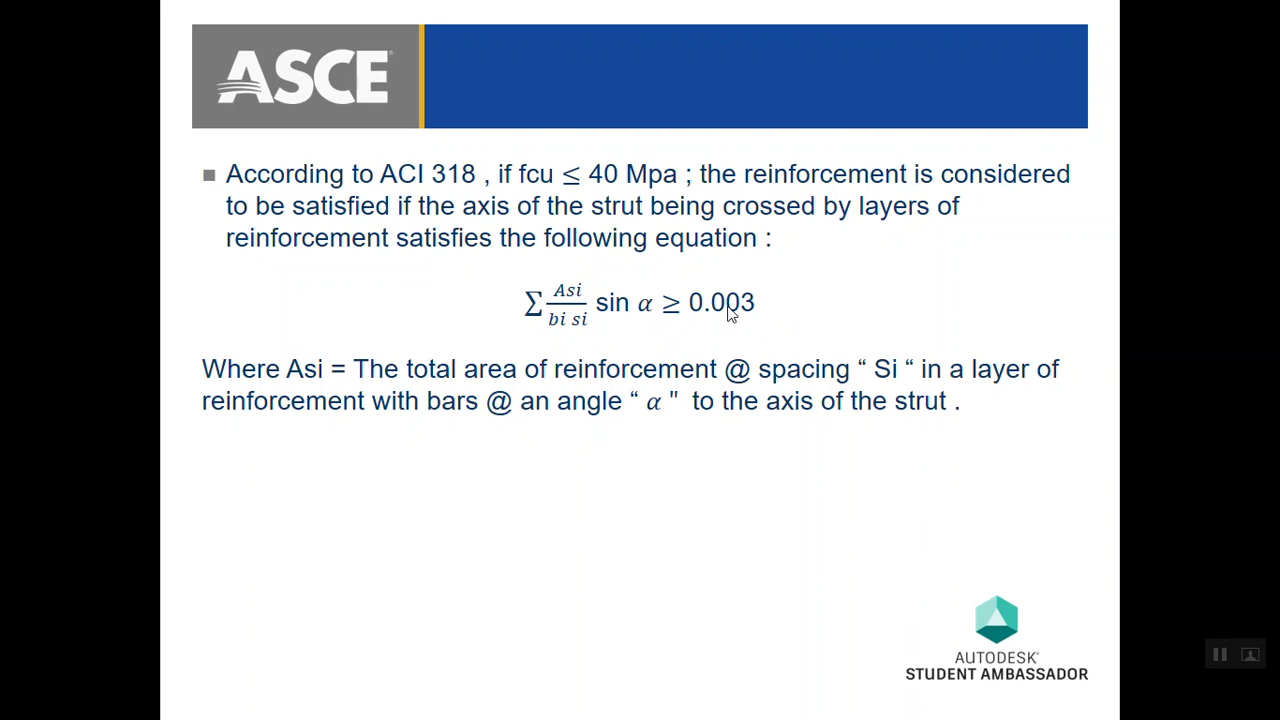 ASCE
■ According to ACI 318 , if fcu ≤ 40 Mpa ; the reinforcement is considered
to be satisfied if the axis of the strut being crossed by layers of
reinforcement satisfies the following equation :
∑ Asi / bi si sin α ≥ 0.003
Where Asi = The total area of reinforcement @ spacing “ Si “ in a layer of
reinforcement with bars @ an angle “ α " to the axis of the strut .
AUTODESK®
STUDENT AMBASSADOR